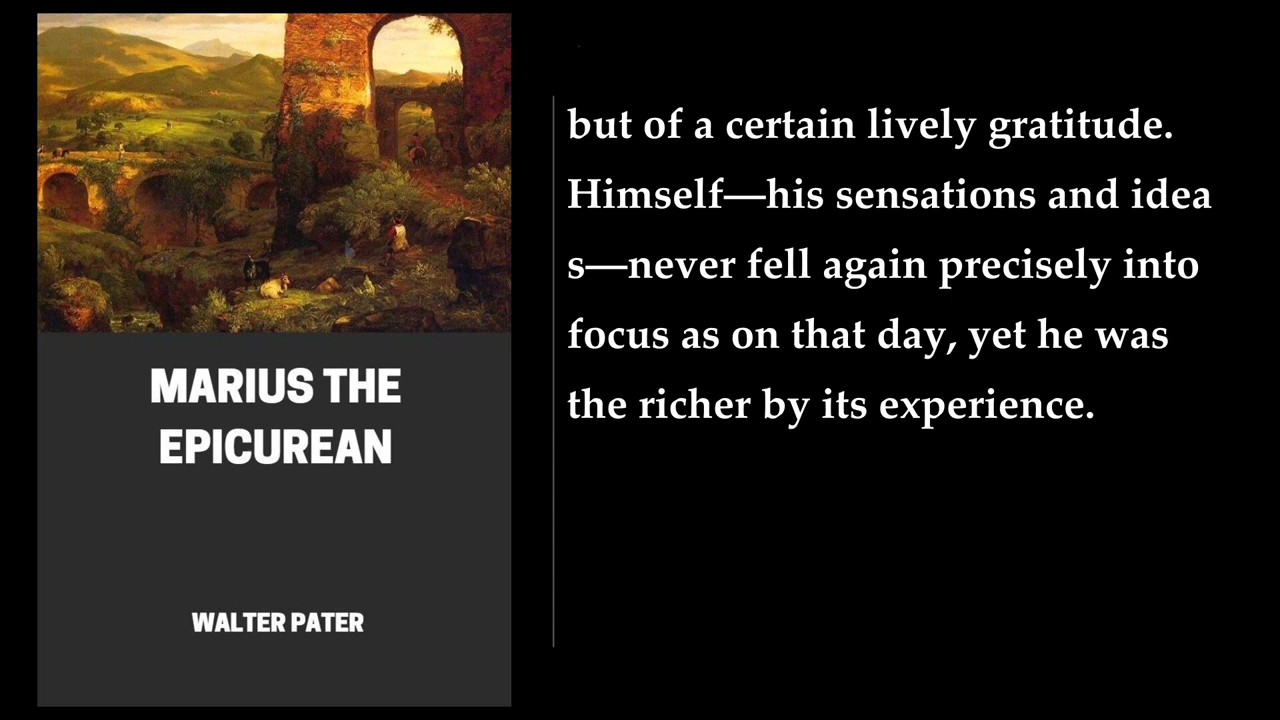 MARIUS THE
EPICUREAN
WALTER PATER
but of a certain lively gratitude.
Himself—his sensations and idea
s—never fell again precisely into
focus as on that day, yet he was
the richer by its experience.